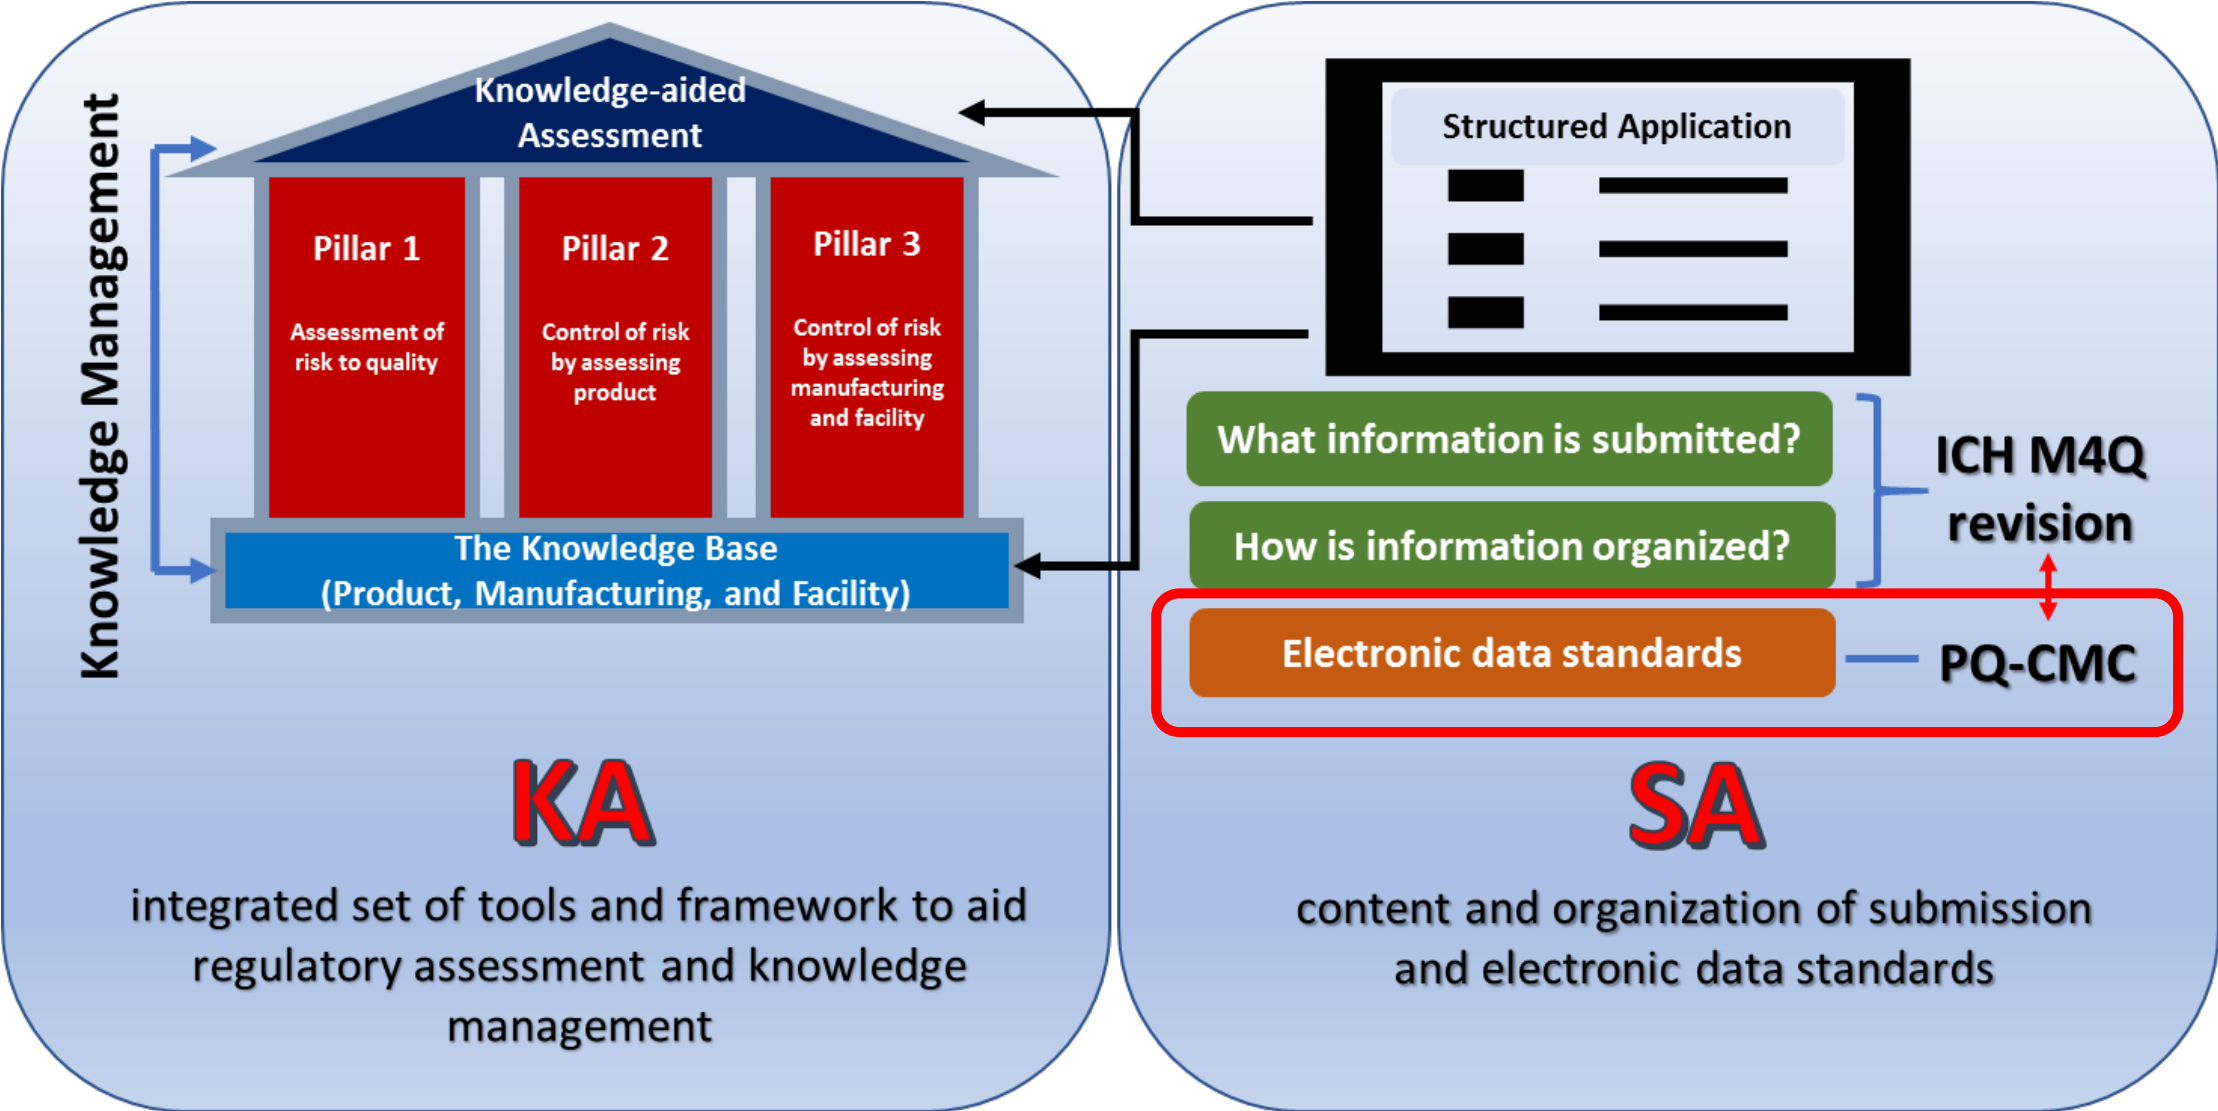 Knowledge Management
Knowledge-aided
Assessment
Pillar 1
Assessment of
risk to quality
Pillar 2
Control of risk
by assessing
product
Pillar 3
Control of risk
by assessing
manufacturing
and facility
The Knowledge Base
(Product, Manufacturing, and Facility)
KA
integrated set of tools and framework to aid
regulatory assessment and knowledge
management
Structured Application
What information is submitted?
How is information organized?
ICH M4Q
revision
Electronic data standards
PQ-CMC
SA
content and organization of submission
and electronic data standards